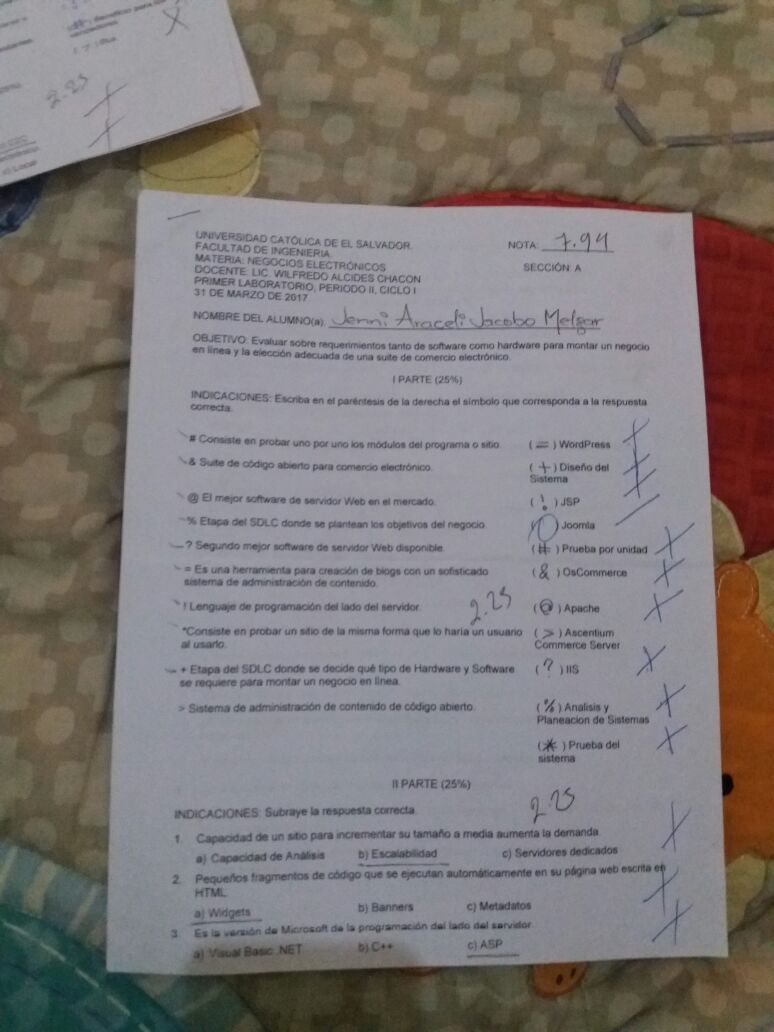 2.25
UNIVERSIDAD CATÓLICA DE EL SALVADOR.
FACULTAD DE INGENIERIA.
MATERIA: NEGOCIOS ELECTRÓNICOS
DOCENTE: LIC. WILFREDO ALCIDES CHACON
PRIMER LABORATORIO, PERIODO II, CICLO I
31 DE MARZO DE 2017
NOTA: 7.94
SECCIÓN: A
NOMBRE DEL ALUMNO(a). Jenni Araceli Jacobo Melgar
OBJETIVO: Evaluar sobre requerimientos tanto de software como hardware para montar un negocio
en línea y la elección adecuada de una suite de comercio electrónico.
I PARTE (25%)
INDICACIONES: Escriba en el paréntesis de la derecha el símbolo que corresponda a la respuesta
correcta.
# Consiste en probar uno por uno los módulos del programa o sitio. ( = ) WordPress
& Suite de código abierto para comercio electrónico. ( + ) Diseño del
Sistema
@ El mejor software de servidor Web en el mercado. ( ! ) JSP
% Etapa del SDLC donde se plantean los objetivos del negocio. Joomla
? Segundo mejor software de servidor Web disponible. ( # ) Prueba por unidad
= Es una herramienta para creación de blogs con un sofisticado ( & ) OsCommerce
sistema de administración de contenido.
! Lenguaje de programación del lado del servidor. 2.25 ( @ ) Apache
*Consiste en probar un sitio de la misma forma que lo haría un usuario ( > ) Ascentium
al usarlo. Commerce Server
+ Etapa del SDLC donde se decide qué tipo de Hardware y Software ( ? ) IIS
se requiere para montar un negocio en línea.
> Sistema de administración de contenido de código abierto. ( % ) Analisis y
Planeacion de Sistemas
( * ) Prueba del
sistema
II PARTE (25%)
2.25
INDICACIONES: Subraye la respuesta correcta.
1. Capacidad de un sitio para incrementar su tamaño a media aumenta la demanda.
a) Capacidad de Análisis b) Escalabilidad c) Servidores dedicados
2. Pequeños fragmentos de código que se ejecutan automáticamente en su página web escrita en
HTML
a) Widgets b) Banners c) Metadatos
3. Es la versión de Microsoft de la programación del lado del servidor
a) Visual Basic .NET b) C++ c) ASP